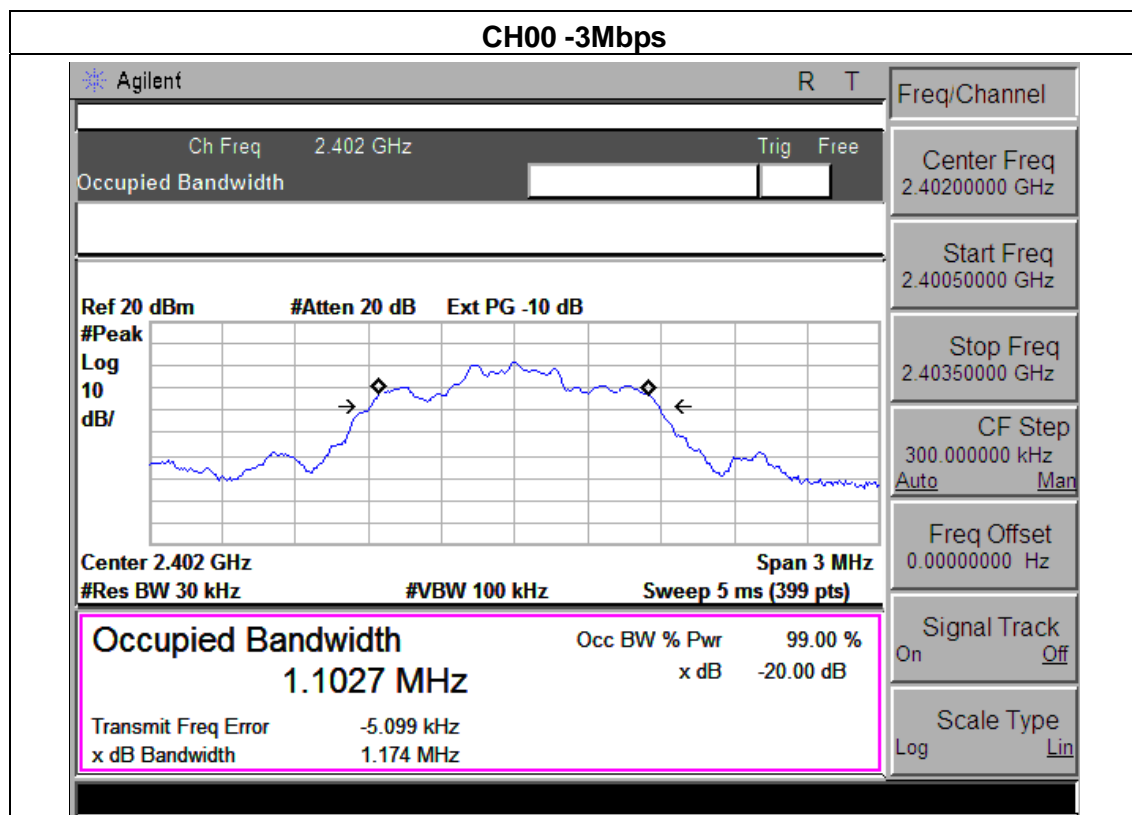 CH00 -3Mbps
Agilent R T
Ch Freq 2.402 GHz Trig Free
Occupied Bandwidth
Ref 20 dBm #Atten 20 dB Ext PG -10 dB
#Peak
Log
10
dB/
Center 2.402 GHz Span 3 MHz
#Res BW 30 kHz #VBW 100 kHz Sweep 5 ms (399 pts)
Occupied Bandwidth Occ BW % Pwr 99.00 %
1.1027 MHz x dB -20.00 dB
Transmit Freq Error -5.099 kHz
x dB Bandwidth 1.174 MHz
Freq/Channel
Center Freq
2.40200000 GHz
Start Freq
2.40050000 GHz
Stop Freq
2.40350000 GHz
CF Step
300.000000 kHz
Auto Man
Freq Offset
0.00000000 Hz
Signal Track
On Off
Scale Type
Log Lin